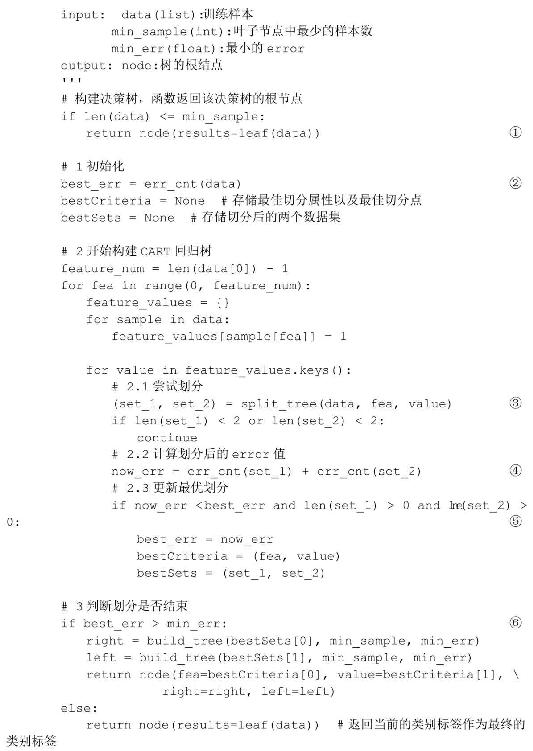 input: data(list):训练样本
min_sample(int):叶子节点中最少的样本数
min_err(float):最小的error
output: node:树的根结点
'''
# 构建决策树，函数返回该决策树的根节点
if len(data) <= min_sample:
return node(results=leaf(data)) ①
# 1初始化
best_err = err_cnt(data) ②
bestCriteria = None # 存储最佳切分属性以及最佳切分点
bestSets = None # 存储切分后的两个数据集
# 2开始构建CART回归树
feature_num = len(data[0]) - 1
for fea in range(0, feature_num):
feature_values = {}
for sample in data:
feature_values[sample[fea]] = 1
for value in feature_values.keys():
# 2.1尝试划分
(set_1, set_2) = split_tree(data, fea, value) ③
if len(set_1) < 2 or len(set_2) < 2:
continue
# 2.2计算划分后的error值
now_err = err_cnt(set_1) + err_cnt(set_2) ④
# 2.3更新最优划分
if now_err <best_err and len(set_1) > 0 and len(set_2) >
0: ⑤
best_err = now_err
bestCriteria = (fea, value)
bestSets = (set_1, set_2)
# 3判断划分是否结束
if best_err > min_err: ⑥
right = build_tree(bestSets[0], min_sample, min_err)
left = build_tree(bestSets[1], min_sample, min_err)
return node(fea=bestCriteria[0], value=bestCriteria[1], \
right=right, left=left)
else:
return node(results=leaf(data)) # 返回当前的类别标签作为最终的
类别标签